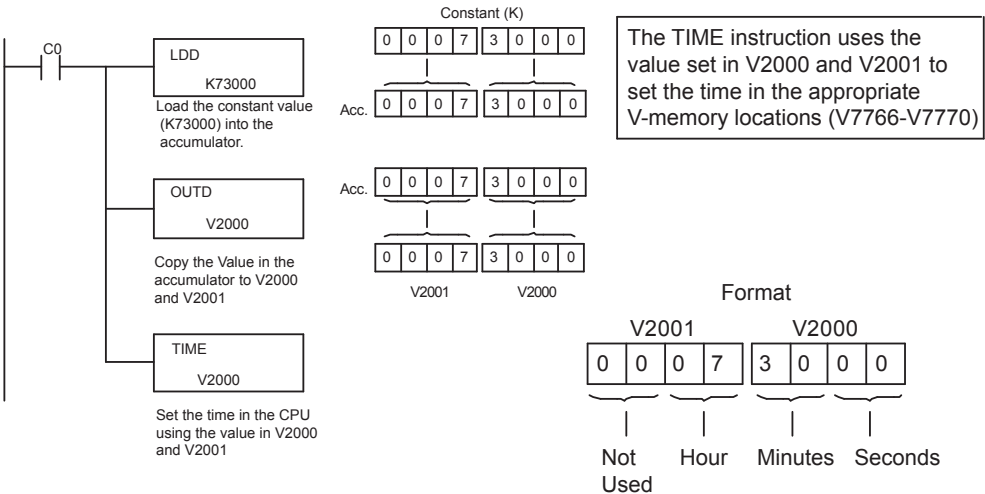 C0
LDD
K73000
Load the constant value
(K73000) into the
accumulator.
Constant (K)
0 0 0 7 3 0 0 0
Acc. 0 0 0 7 3 0 0 0
The TIME instruction uses the
value set in V2000 and V2001 to
set the time in the appropriate
V-memory locations (V7766-V7770)
OUTD
V2000
Copy the Value in the
accumulator to V2000
and V2001
Acc. 0 0 0 7 3 0 0 0
0 0 0 7 3 0 0 0
V2001 V2000
TIME
V2000
Set the time in the CPU
using the value in V2000
and V2001
Format
V2001 V2000
0 0 0 7 3 0 0 0
Not Hour Minutes Seconds
Used